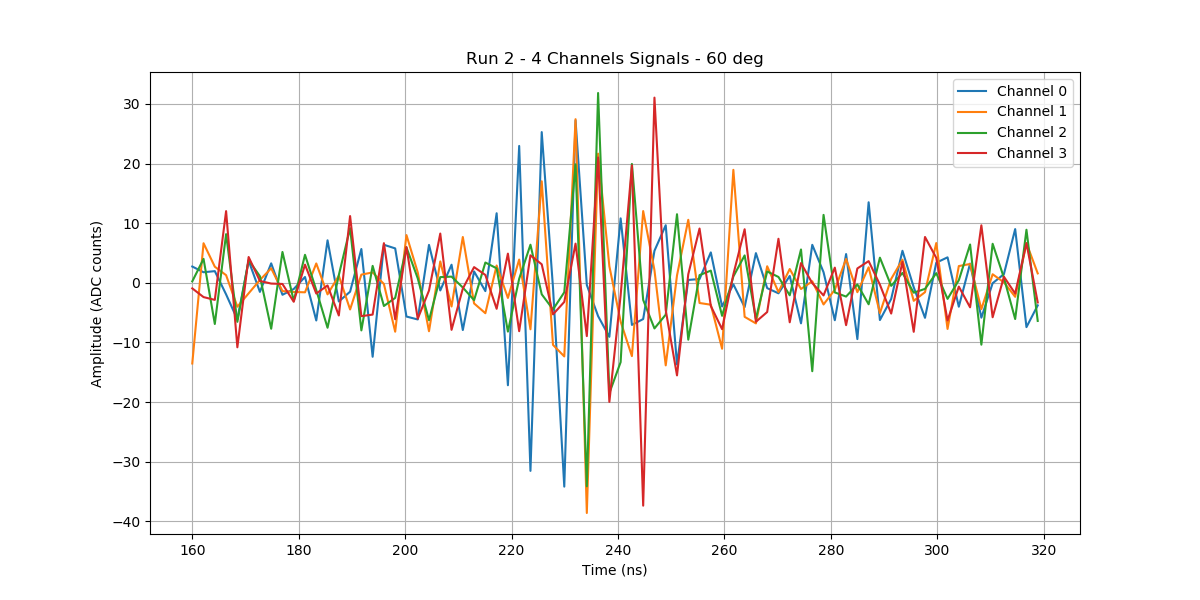 Run 2 - 4 Channels Signals - 60 deg
Channel 0
Channel 1
Channel 2
Channel 3
Amplitude (ADC counts)
30
20
10
0
−10
−20
−30
−40
160 180 200 220 240 260 280 300 320
Time (ns)